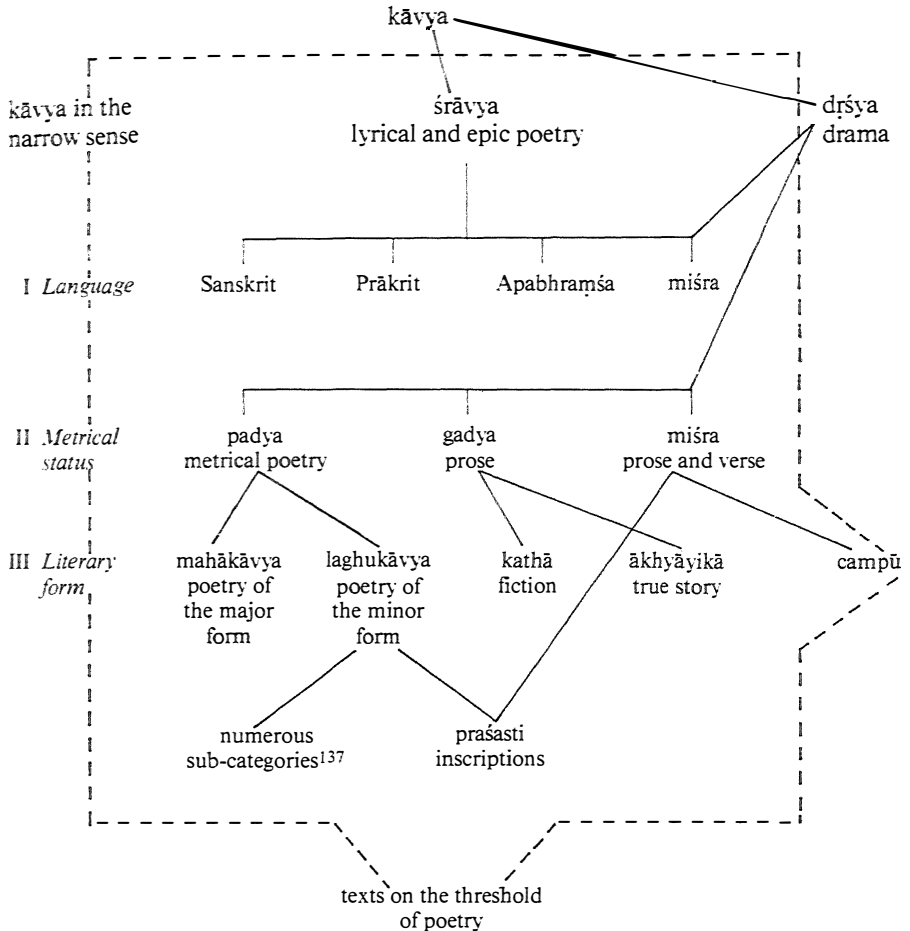 kāvya
kāvya in the
narrow sense
śrāvya
lyrical and epic poetry
dṛśya
drama
I Language
Sanskrit
Prākrit
Apabhraṃśa
miśra
II Metrical
status
padya
metrical poetry
gadya
prose
miśra
prose and verse
III Literary
form
mahākāvya
poetry of
the major
form
laghukāvya
poetry of
the minor
form
kathā
fiction
ākhyāyikā
true story
campū
numerous
sub-categories¹³⁷
praśasti
inscriptions
texts on the threshold
of poetry